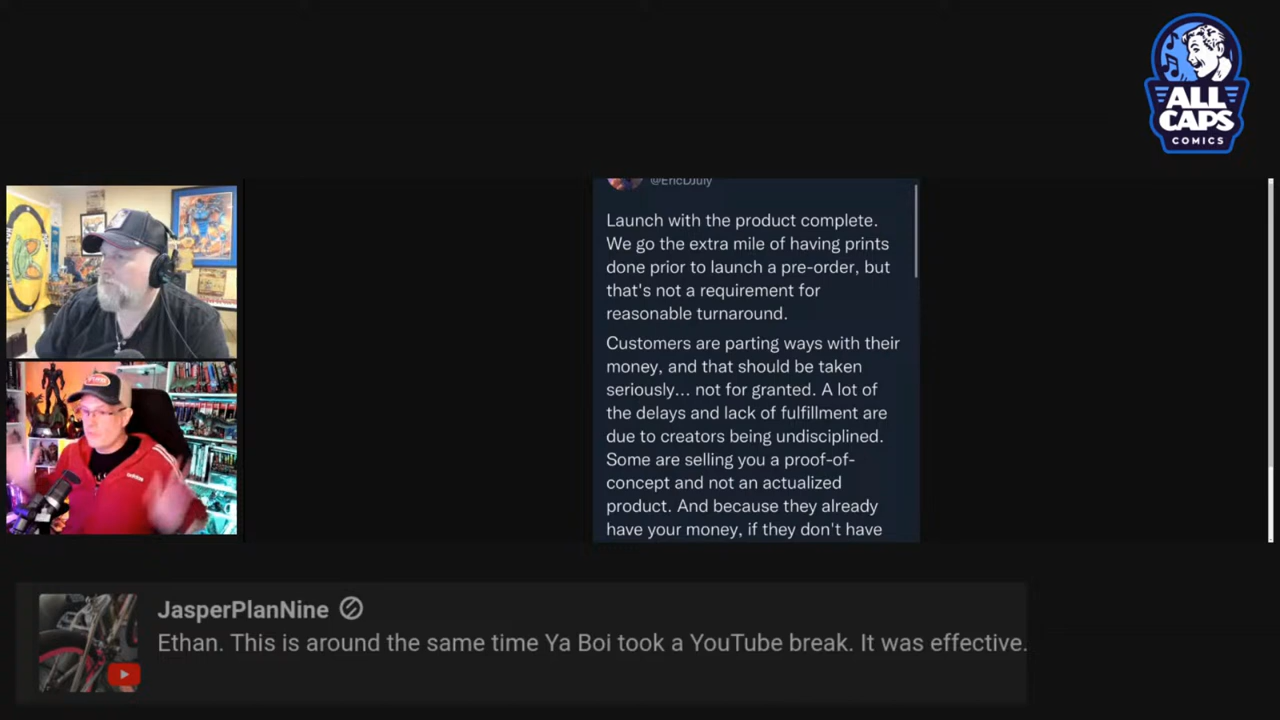 ALL
CAPS
COMICS
@EricDJuly
Launch with the product complete.
We go the extra mile of having prints
done prior to launch a pre-order, but
that's not a requirement for
reasonable turnaround.
Customers are parting ways with their
money, and that should be taken
seriously... not for granted. A lot of
the delays and lack of fulfillment are
due to creators being undisciplined.
Some are selling you a proof-of-
concept and not an actualized
product. And because they already
have your money, if they don't have
JasperPlanNine
Ethan. This is around the same time Ya Boi took a YouTube break. It was effective.